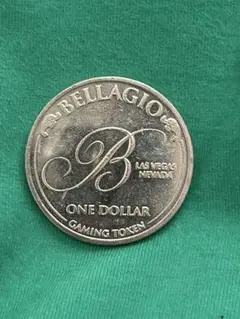 BELLAGIO
B
LAS VEGAS
NEVADA
ONE DOLLAR
GAMING TOKEN